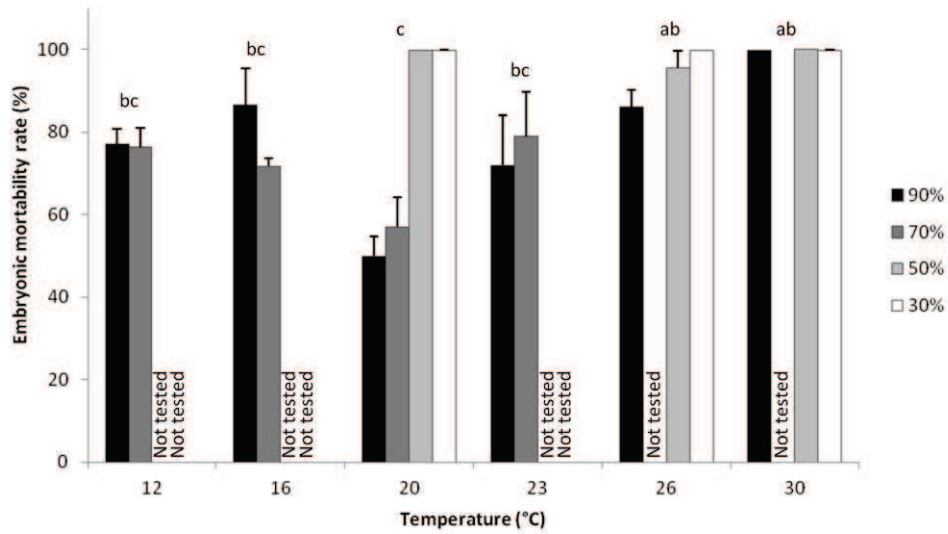 Embryonic mortability rate (%)
100
80
60
40
20
0
bc
bc
c
bc
ab
ab
Not tested
Not tested
Not tested
Not tested
Not tested
Not tested
Not tested
Not tested
12
16
20
23
26
30
Temperature (°C)
90%
70%
50%
30%